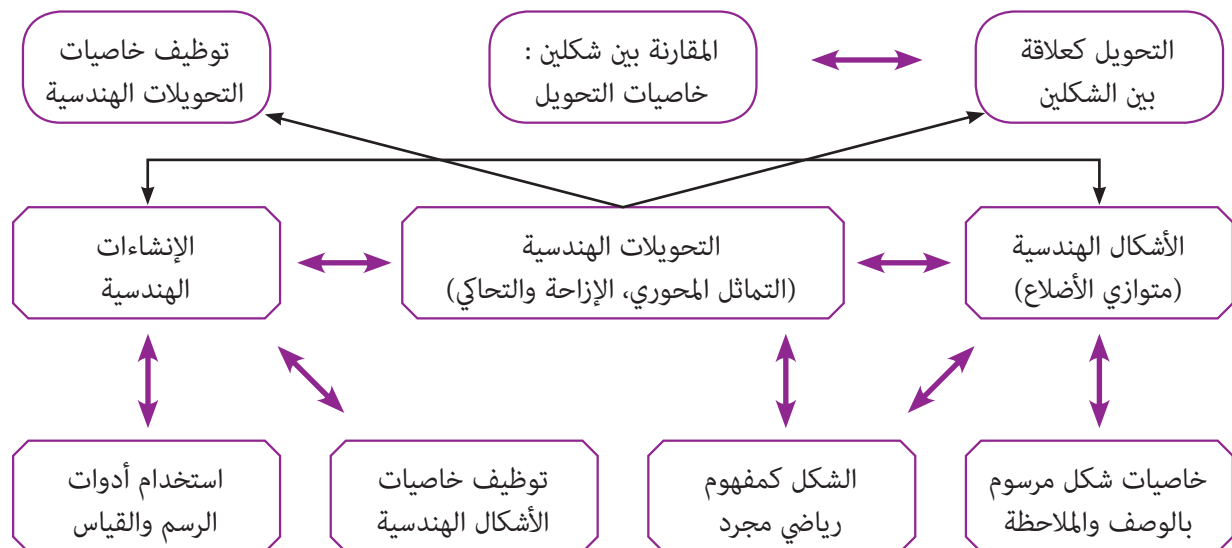 التحويل كعلاقة
بين الشكلين
المقارنة بين شكلين :
خاصيات التحويل
توظيف خاصيات
التحويلات الهندسية
الأشكال الهندسية
(متوازي الأضلاع)
التحويلات الهندسية
(التماثل المحوري، الإزاحة والتحاكي)
الإنشاءات
الهندسية
خاصيات شكل مرسوم
بالوصف والملاحظة
الشكل كمفهوم
رياضي مجرد
توظيف خاصيات
الأشكال الهندسية
استخدام أدوات
الرسم والقياس